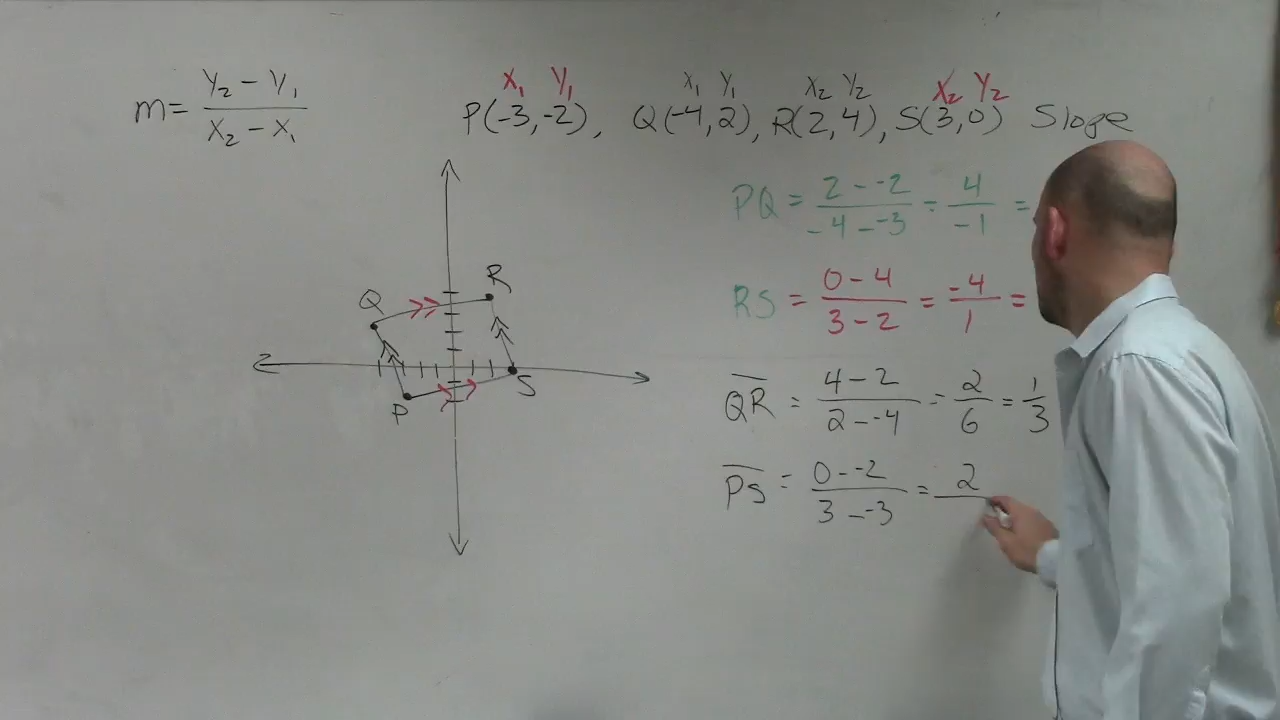 m = (Y₂ - Y₁) / (X₂ - X₁)
X₁ Y₁ X₁ Y₁ X₂ Y₂ X₂ Y₂
P(-3,-2), Q(-4,2), R(2,4), S(3,0) Slope
PQ = (2 - -2) / (-4 - -3) = 4 / -1 =
RS = (0 - 4) / (3 - 2) = -4 / 1 =
QR = (4 - 2) / (2 - -4) = 2 / 6 = 1 / 3
PS = (0 - -2) / (3 - -3) = 2 /
Q
R
P
S